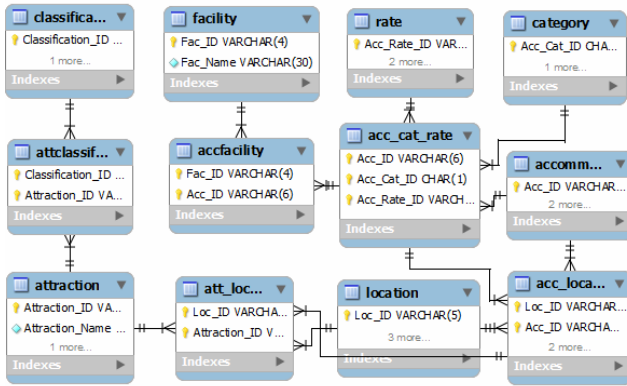 classifica...
Classification_ID ...
1 more...
Indexes
facility
Fac_ID VARCHAR(4)
Fac_Name VARCHAR(30)
Indexes
rate
Acc_Rate_ID VAR...
2 more...
Indexes
category
Acc_Cat_ID CHA...
1 more...
Indexes
attclassif...
Classification_ID ...
Attraction_ID VA...
Indexes
accfacility
Fac_ID VARCHAR(4)
Acc_ID VARCHAR(6)
Indexes
acc_cat_rate
Acc_ID VARCHAR(6)
Acc_Cat_ID CHAR(1)
Acc_Rate_ID VARCH...
Indexes
accomm...
Acc_ID VARCHAR...
2 more...
Indexes
attraction
Attraction_ID VA...
Attraction_Name ...
1 more...
Indexes
att_loc...
Loc_ID VARCHA...
Attraction_ID V...
Indexes
location
Loc_ID VARCHAR(5)
3 more...
Indexes
acc_loca...
Loc_ID VARCHAR...
Acc_ID VARCHA...
2 more...
Indexes